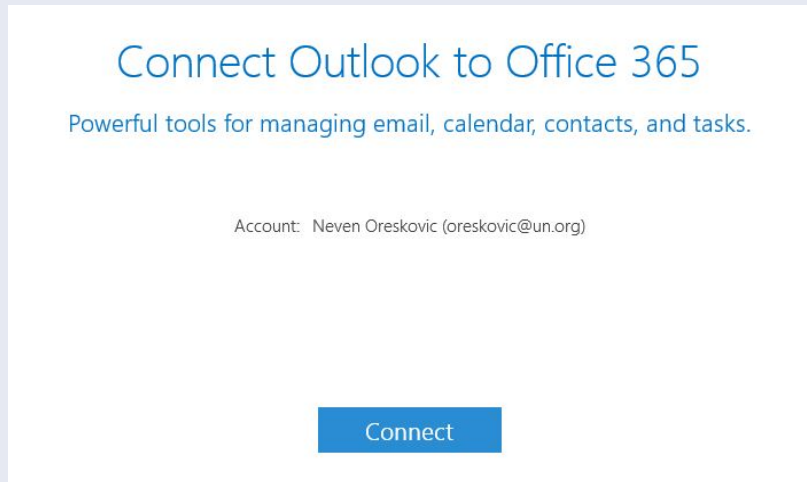 Connect Outlook to Office 365
Powerful tools for managing email, calendar, contacts, and tasks.
Account: Neven Oreskovic (oreskovic@un.org)
Connect